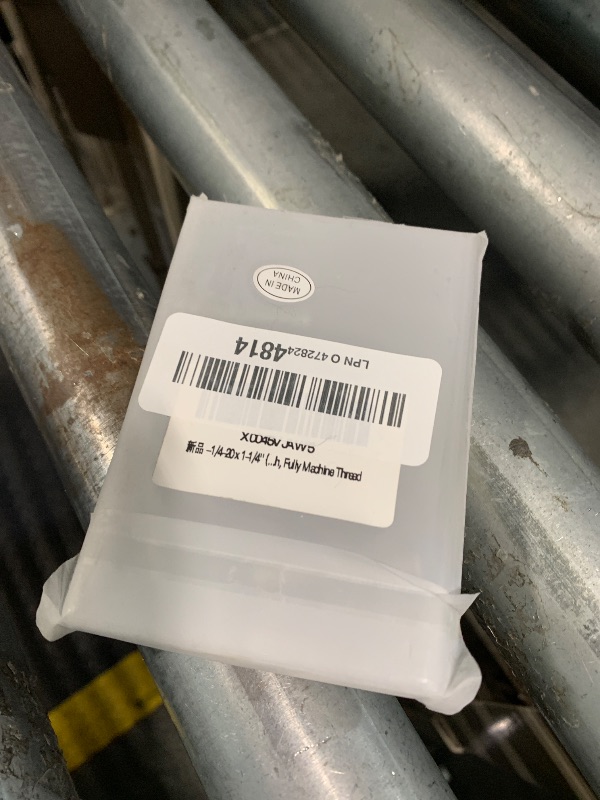 MADE IN
CHINA
LPN O 4728244814
新品 -1/4-20 x 1-1/4" (...h, Fully Machine Thread